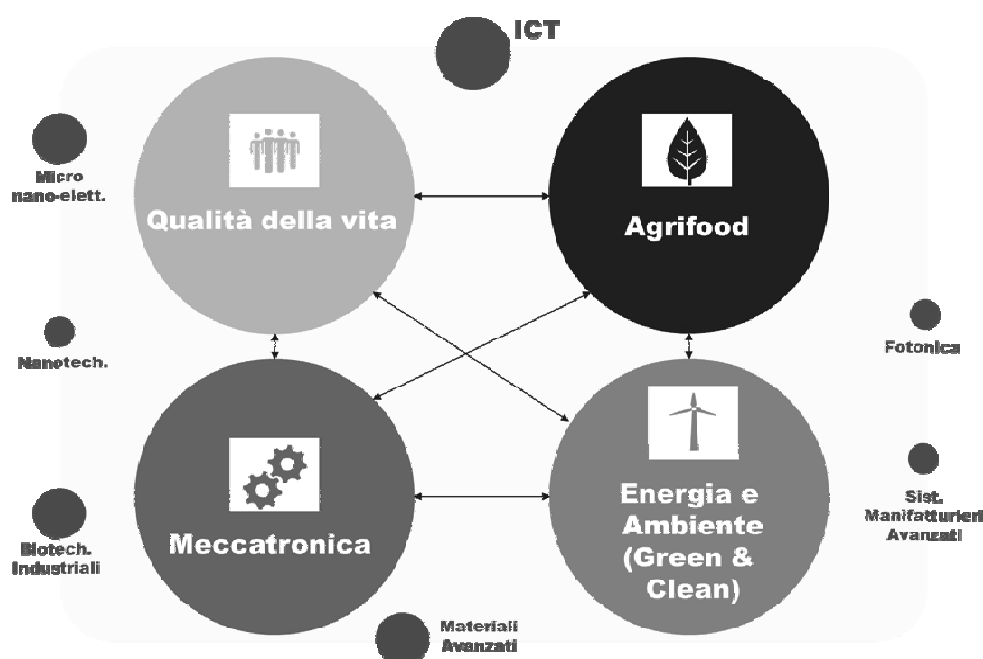 ICT
Micro
nano-elett.
Qualità della vita
Agrifood
Nanotech.
Fotonica
Meccatronica
Energia e
Ambiente
(Green &
Clean)
Sist.
Manifatturieri
Avanzati
Biotech.
Industriali
Materiali
Avanzati